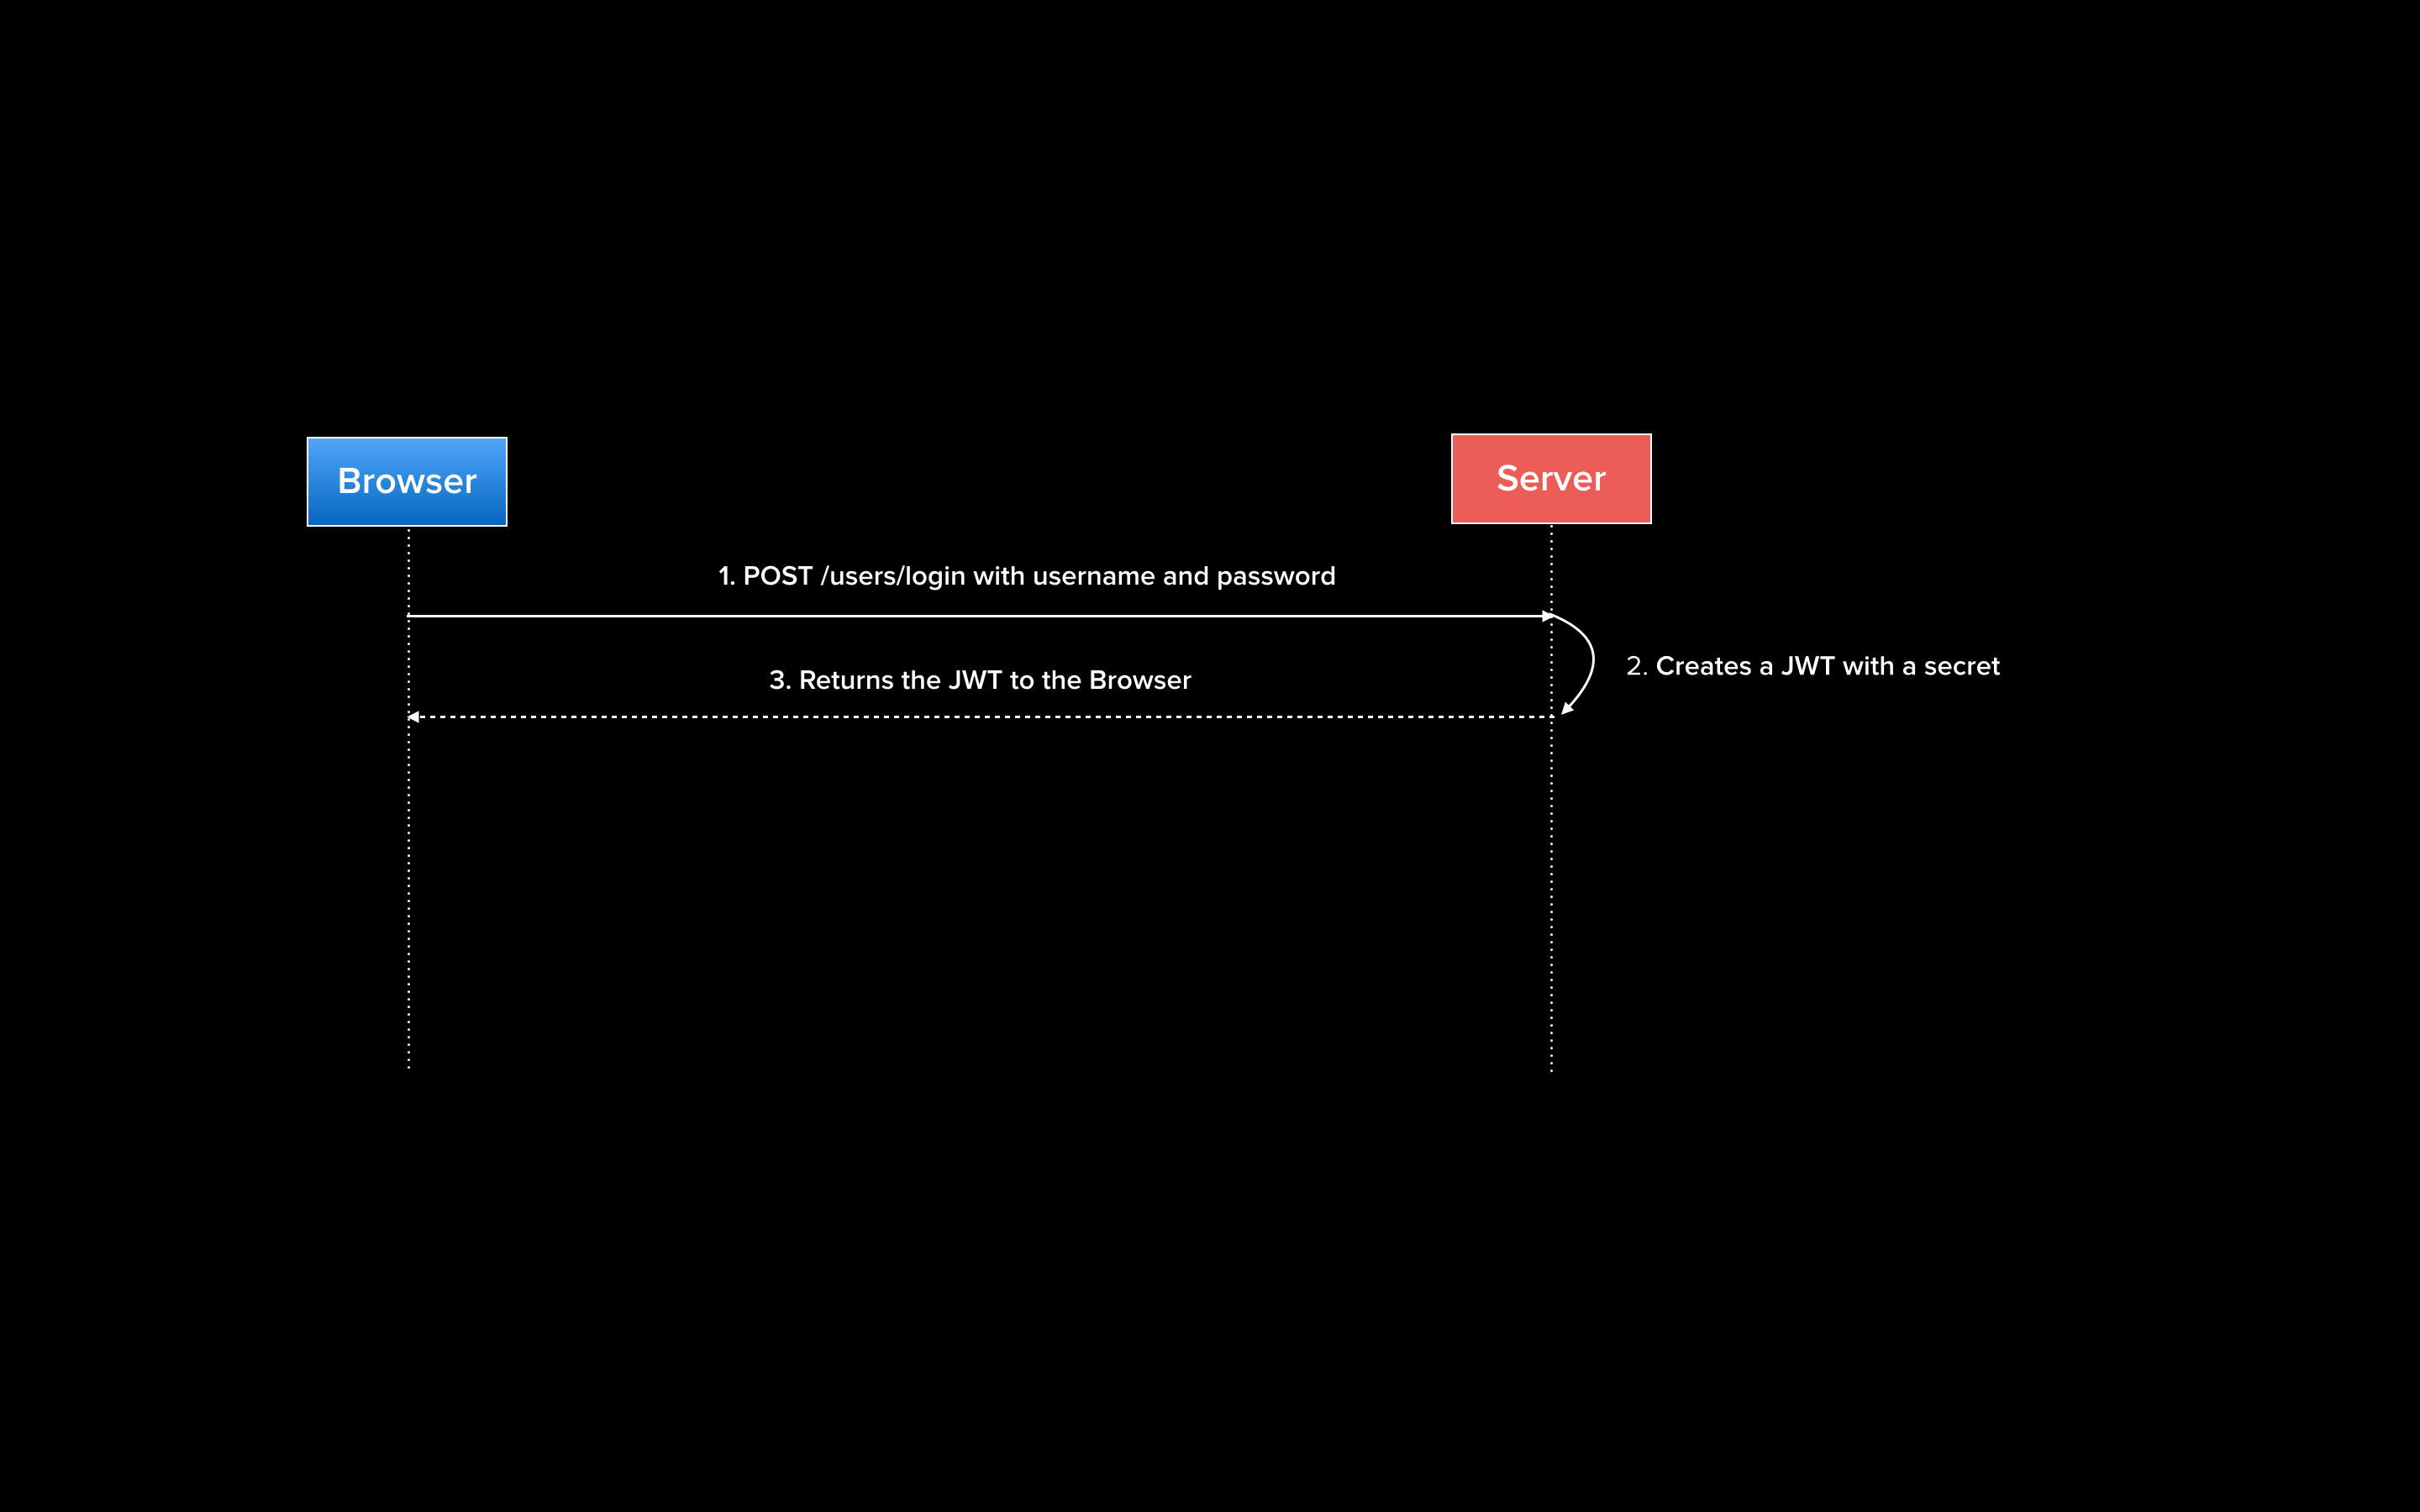 Browser
Server
1. POST /users/login with username and password
2. Creates a JWT with a secret
3. Returns the JWT to the Browser